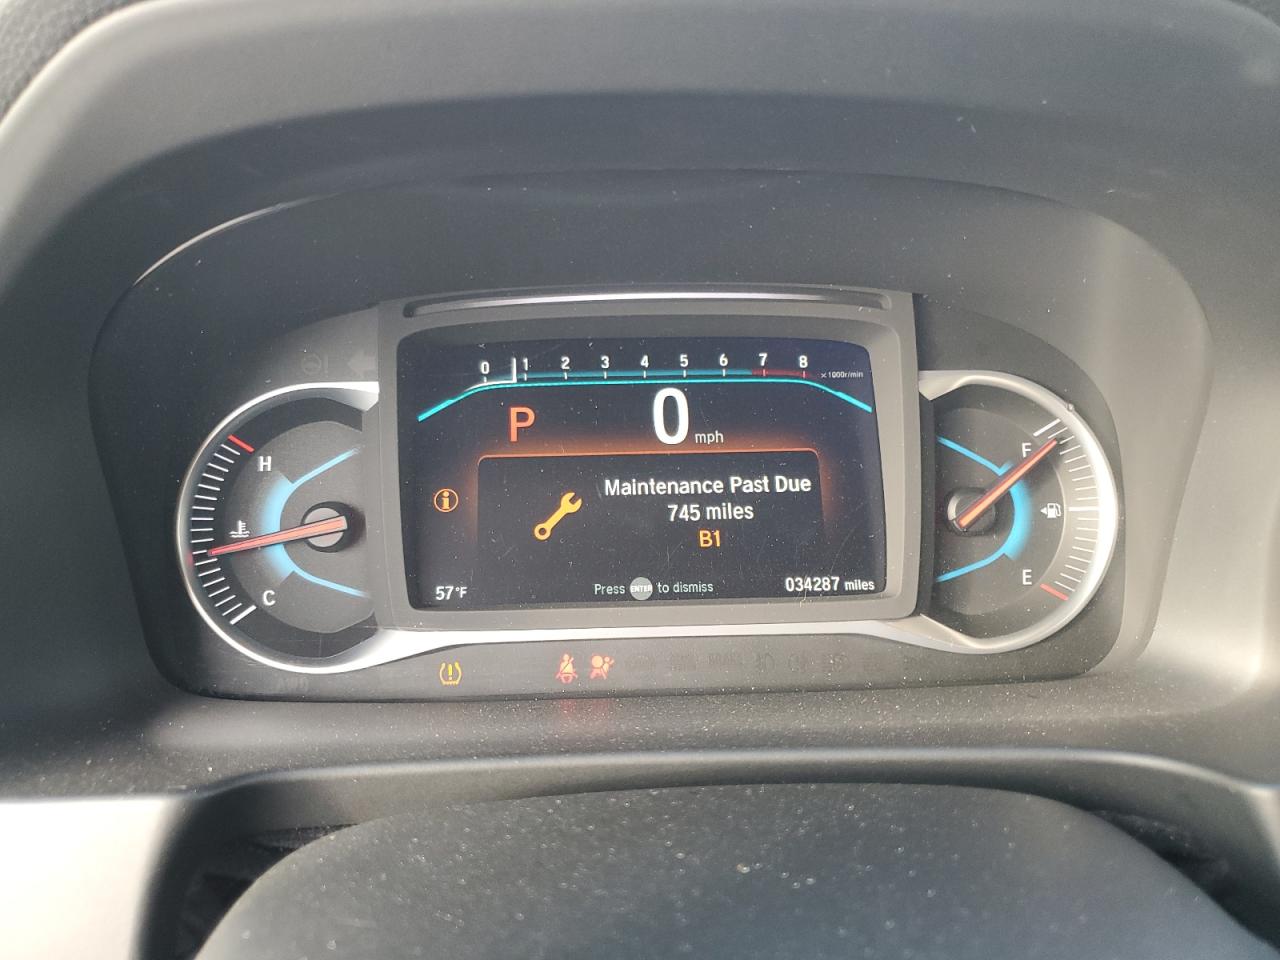 0 1 2 3 4 5 6 7 8
x1000r/min
P 0 mph
H
F
Maintenance Past Due
745 miles
B1
C
E
57°F
Press ENTER to dismiss
034287 miles